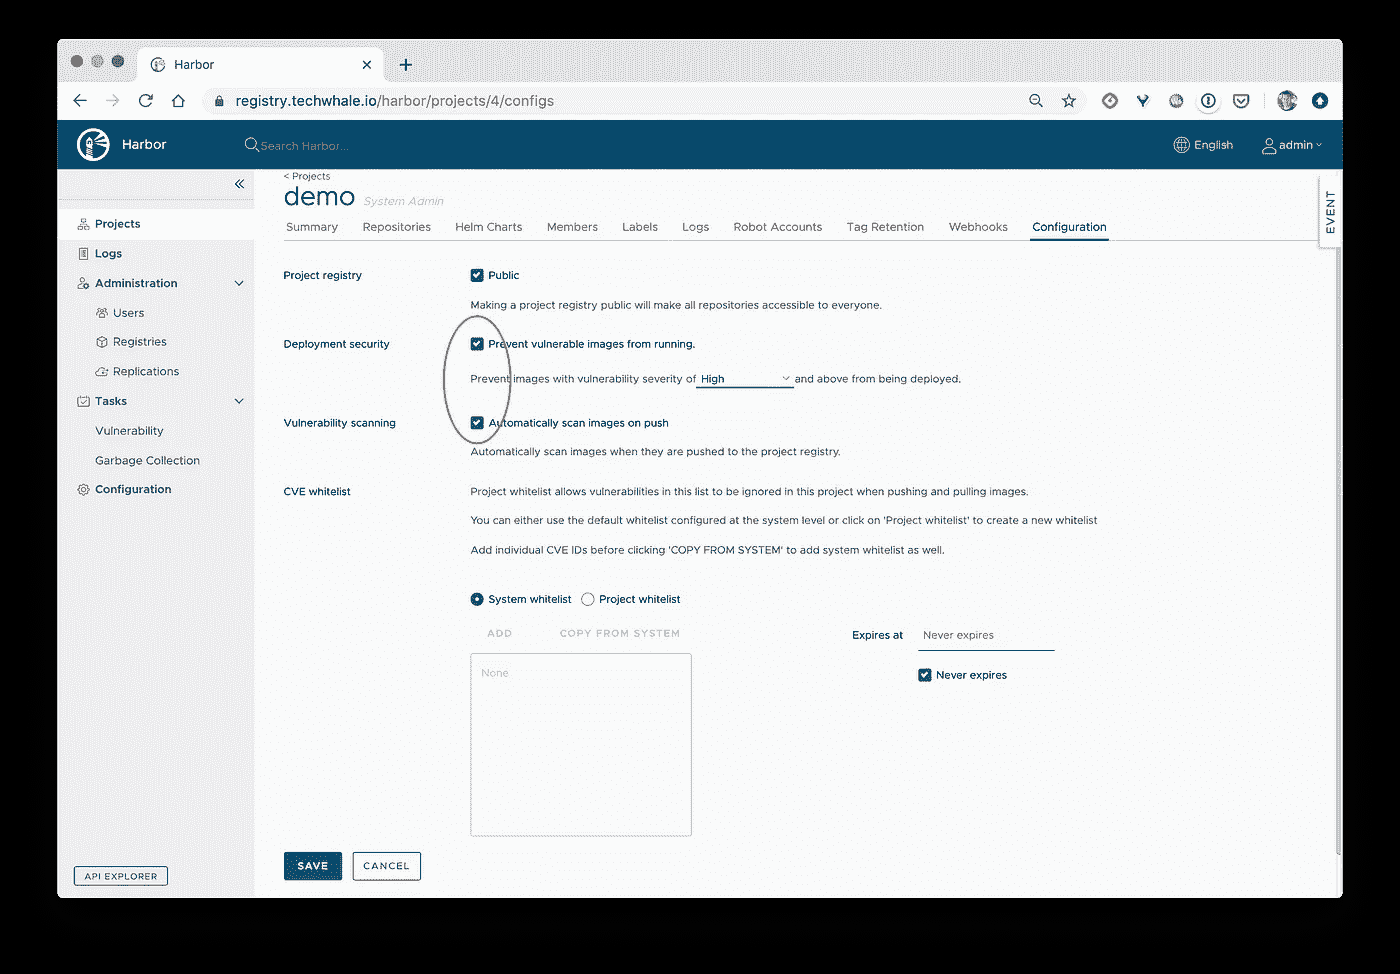 Harbor
registry.techwhale.io/harbor/projects/4/configs
Harbor
Search Harbor...
English
admin
< Projects
demo System Admin
EVENT
Summary Repositories Helm Charts Members Labels Logs Robot Accounts Tag Retention Webhooks Configuration
Projects
Logs
Administration
Users
Registries
Replications
Tasks
Vulnerability
Garbage Collection
Configuration
API EXPLORER
Project registry Public
Making a project registry public will make all repositories accessible to everyone.
Deployment security Prevent vulnerable images from running.
Prevent images with vulnerability severity of High and above from being deployed.
Vulnerability scanning Automatically scan images on push
Automatically scan images when they are pushed to the project registry.
CVE whitelist Project whitelist allows vulnerabilities in this list to be ignored in this project when pushing and pulling images.
You can either use the default whitelist configured at the system level or click on 'Project whitelist' to create a new whitelist
Add individual CVE IDs before clicking 'COPY FROM SYSTEM' to add system whitelist as well.
System whitelist Project whitelist
ADD COPY FROM SYSTEM
None
Expires at Never expires
Never expires
SAVE CANCEL